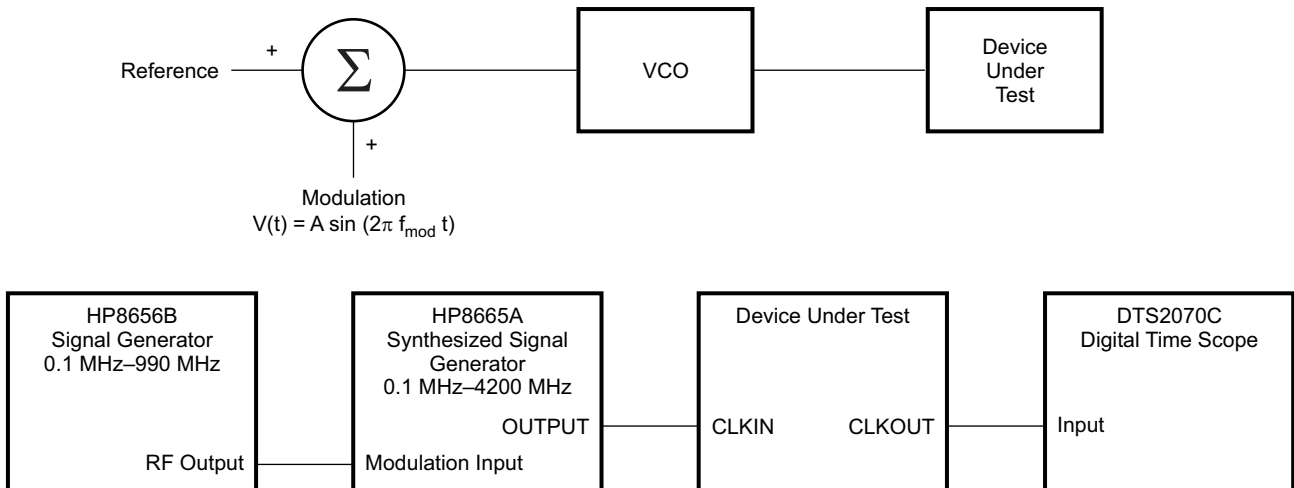 +
Reference
Σ
VCO
Device
Under
Test
+
Modulation
V(t) = A sin (2π f_mod t)
HP8656B
Signal Generator
0.1 MHz–990 MHz
RF Output
HP8665A
Synthesized Signal
Generator
0.1 MHz–4200 MHz
OUTPUT
Modulation Input
Device Under Test
CLKIN
CLKOUT
DTS2070C
Digital Time Scope
Input